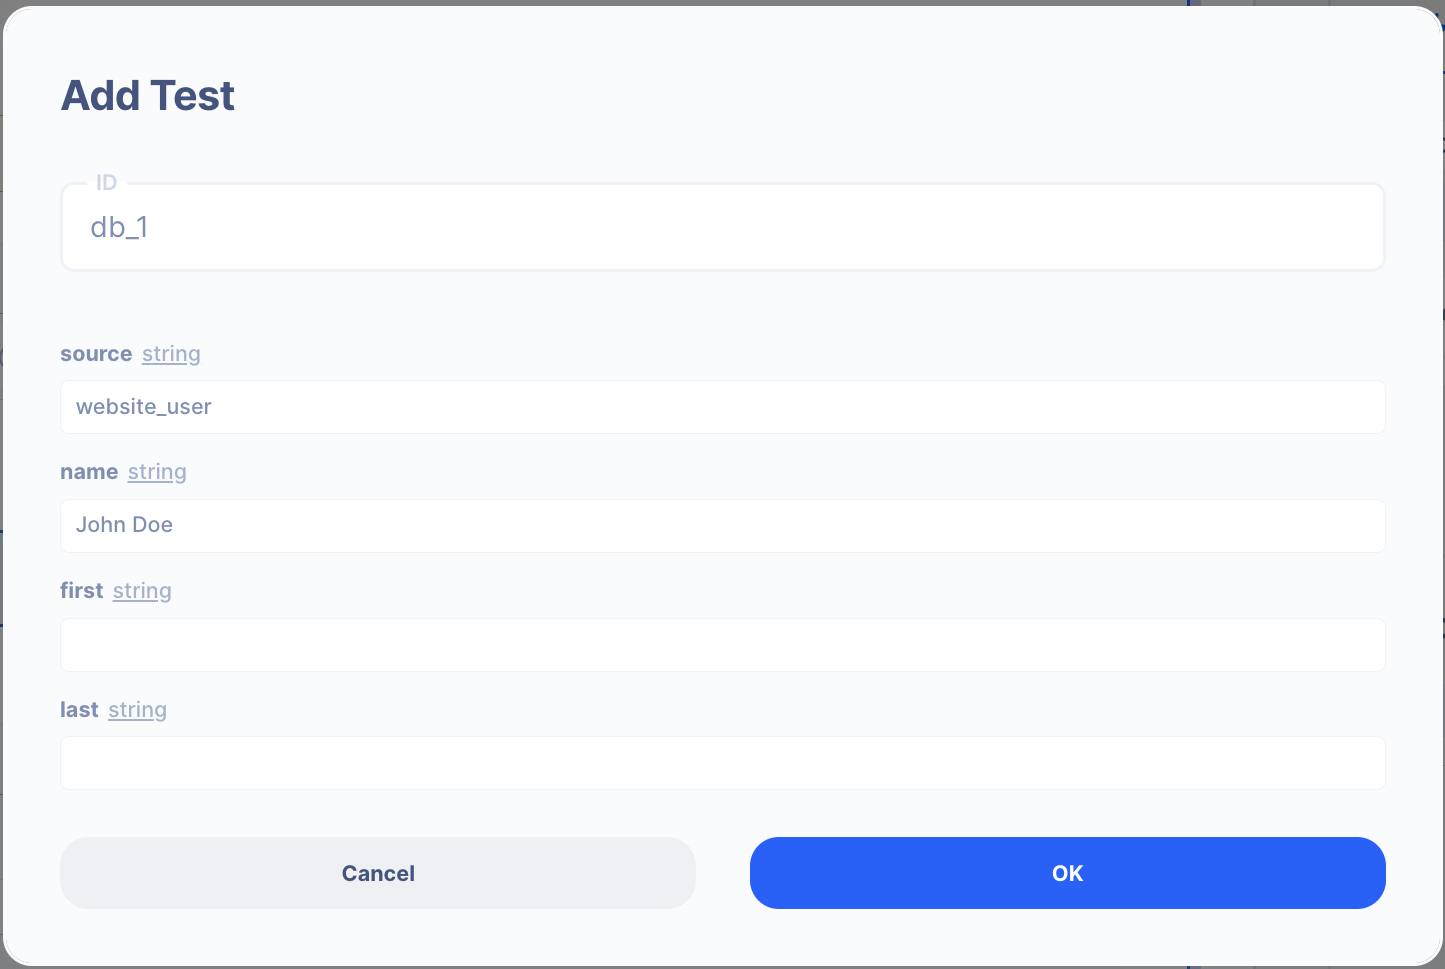 Add Test
ID
db_1
source string
website_user
name string
John Doe
first string
last string
Cancel
OK